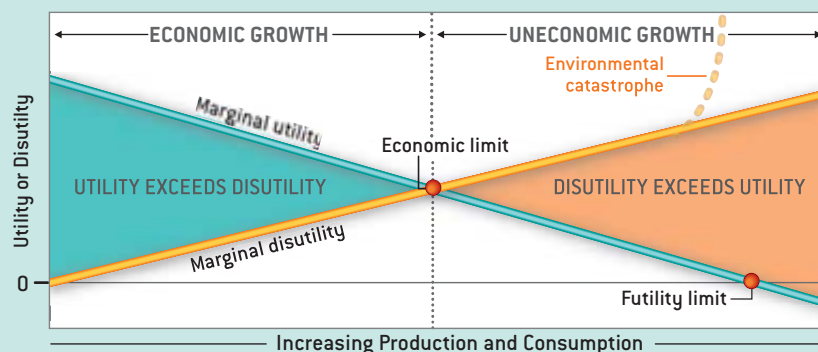 ECONOMIC GROWTH
UNECONOMIC GROWTH
Environmental
catastrophe
Marginal utility
Economic limit
UTILITY EXCEEDS DISUTILITY
DISUTILITY EXCEEDS UTILITY
Marginal disutility
Utility or Disutilty
0
Futility limit
Increasing Production and Consumption